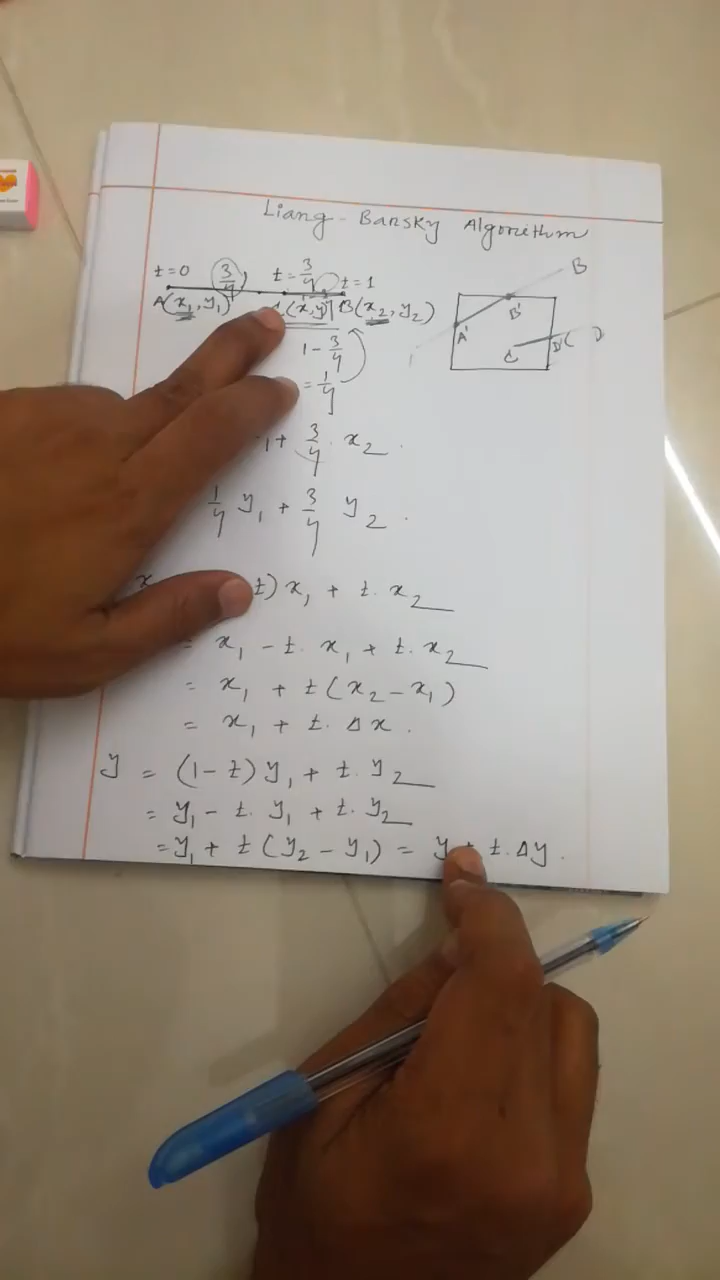 Liang - Bansky Algorithm
t=0 3/4 t=3/4 t=1
A(x₁, y₁) (x, y) B(x₂, y₂)
1 - 3/4
= 1/4
B
B'
A'
C D' D
₁ + 3/4 . x₂ .
1/4 y₁ + 3/4 y₂ .
x t) x₁ + t. x₂
= x₁ - t. x₁ + t. x₂
= x₁ + t(x₂ - x₁)
= x₁ + t. Δx .
y = (1 - t) y₁ + t. y₂
= y₁ - t. y₁ + t. y₂
= y₁ + t (y₂ - y₁) = y + t. Δy .